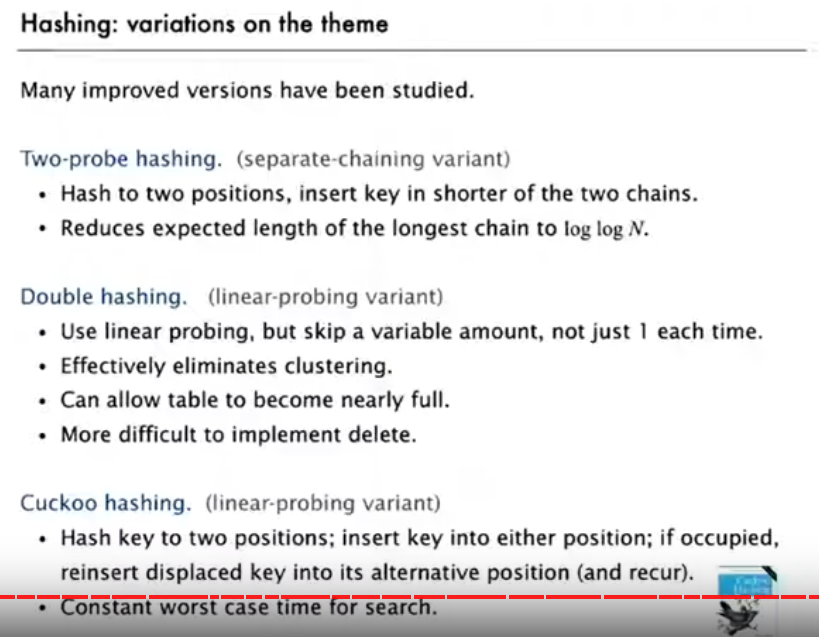 Hashing: variations on the theme
Many improved versions have been studied.
Two-probe hashing. (separate-chaining variant)
• Hash to two positions, insert key in shorter of the two chains.
• Reduces expected length of the longest chain to log log N.
Double hashing. (linear-probing variant)
• Use linear probing, but skip a variable amount, not just 1 each time.
• Effectively eliminates clustering.
• Can allow table to become nearly full.
• More difficult to implement delete.
Cuckoo hashing. (linear-probing variant)
• Hash key to two positions; insert key into either position; if occupied,
reinsert displaced key into its alternative position (and recur).
• Constant worst case time for search.